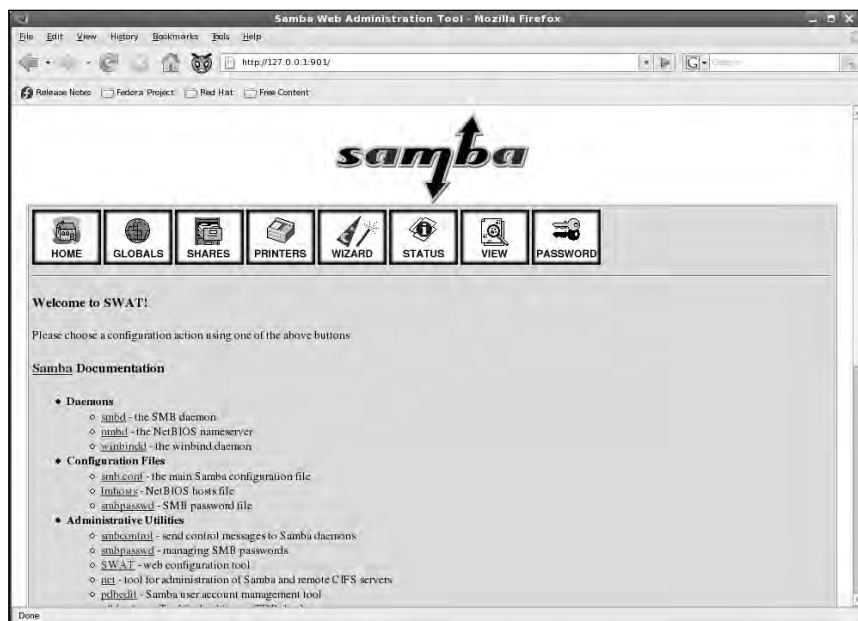 Samba Web Administration Tool - Mozilla Firefox
File Edit View History Bookmarks Tools Help
http://127.0.0.1:901/
G
Release Notes Fedora Project Red Hat Free Content
samba
HOME GLOBALS SHARES PRINTERS WIZARD STATUS VIEW PASSWORD
Welcome to SWAT!
Please choose a configuration action using one of the above buttons
Samba Documentation
Daemons
smbd - the SMB daemon
nmbd - the NetBIOS nameserver
winbindd - the winbind daemon
Configuration Files
smb.conf - the main Samba configuration file
lmhosts - NetBIOS hosts file
smbpasswd - SMB password file
Administrative Utilities
smbcontrol - send control messages to Samba daemons
smbpasswd - managing SMB passwords
SWAT - web configuration tool
net - tool for administration of Samba and remote CIFS servers
pdbedit - Samba user account management tool
Done